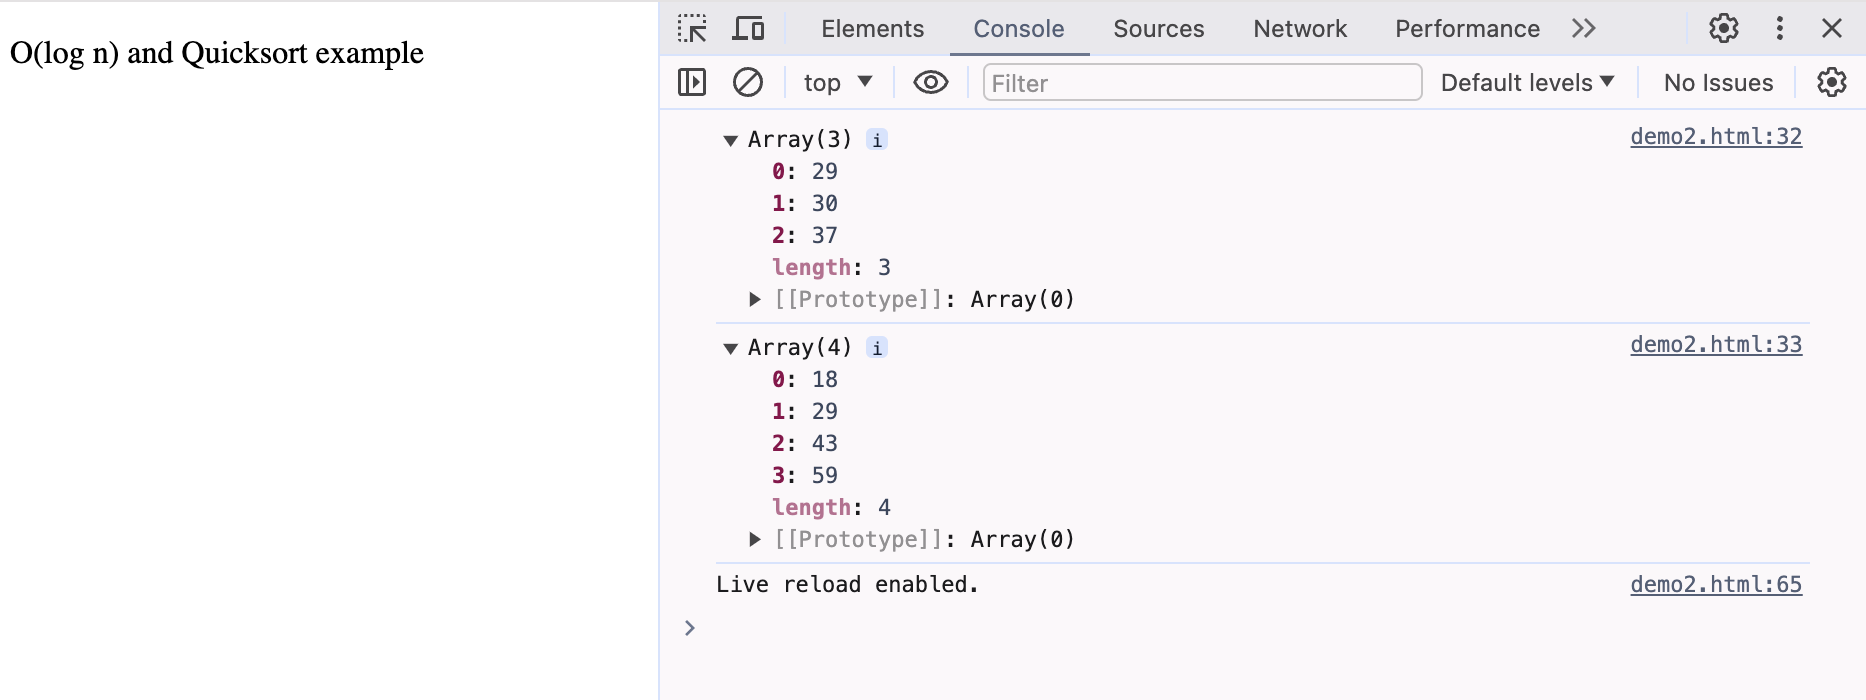 O(log n) and Quicksort example
Elements Console Sources Network Performance
top Filter Default levels No Issues
Array(3) i demo2.html:32
0: 29
1: 30
2: 37
length: 3
[[Prototype]]: Array(0)
Array(4) i demo2.html:33
0: 18
1: 29
2: 43
3: 59
length: 4
[[Prototype]]: Array(0)
Live reload enabled. demo2.html:65